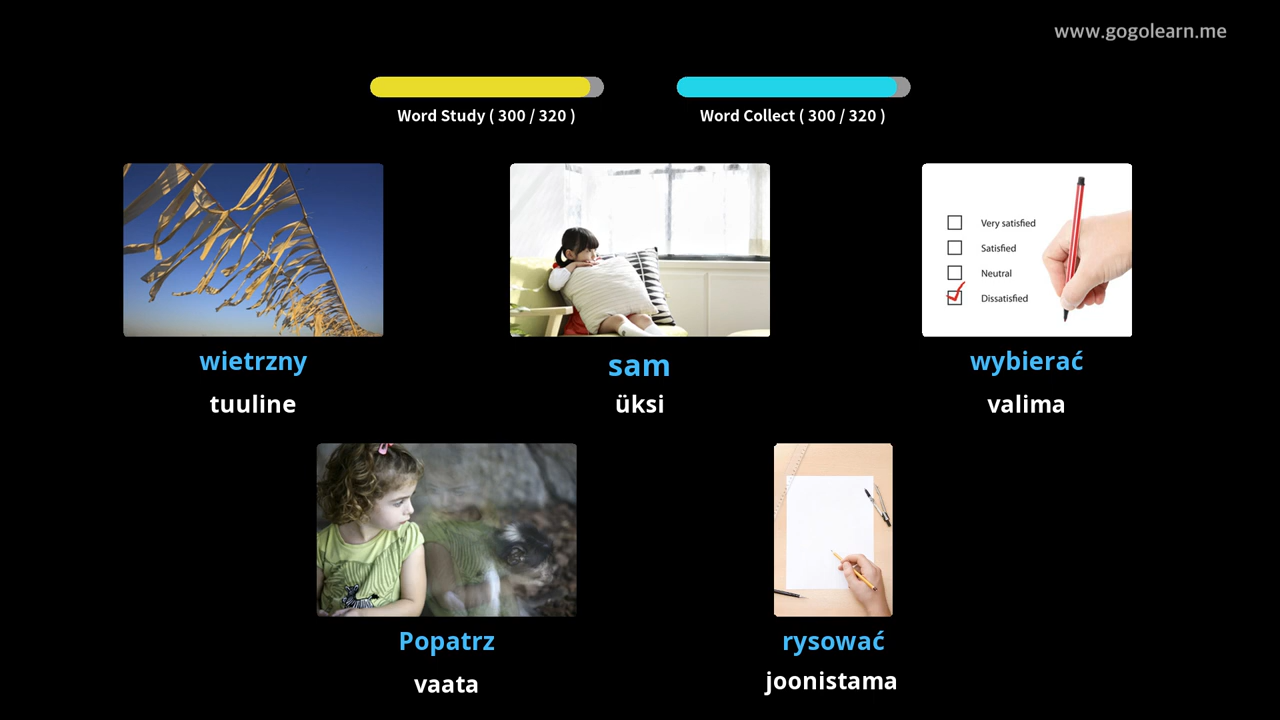 www.gogolearn.me
Word Study ( 300 / 320 )
Word Collect ( 300 / 320 )
Very satisfied
Satisfied
Neutral
Dissatisfied
wietrzny
tuuline
sam
üksi
wybierać
valima
Popatrz
vaata
rysować
joonistama